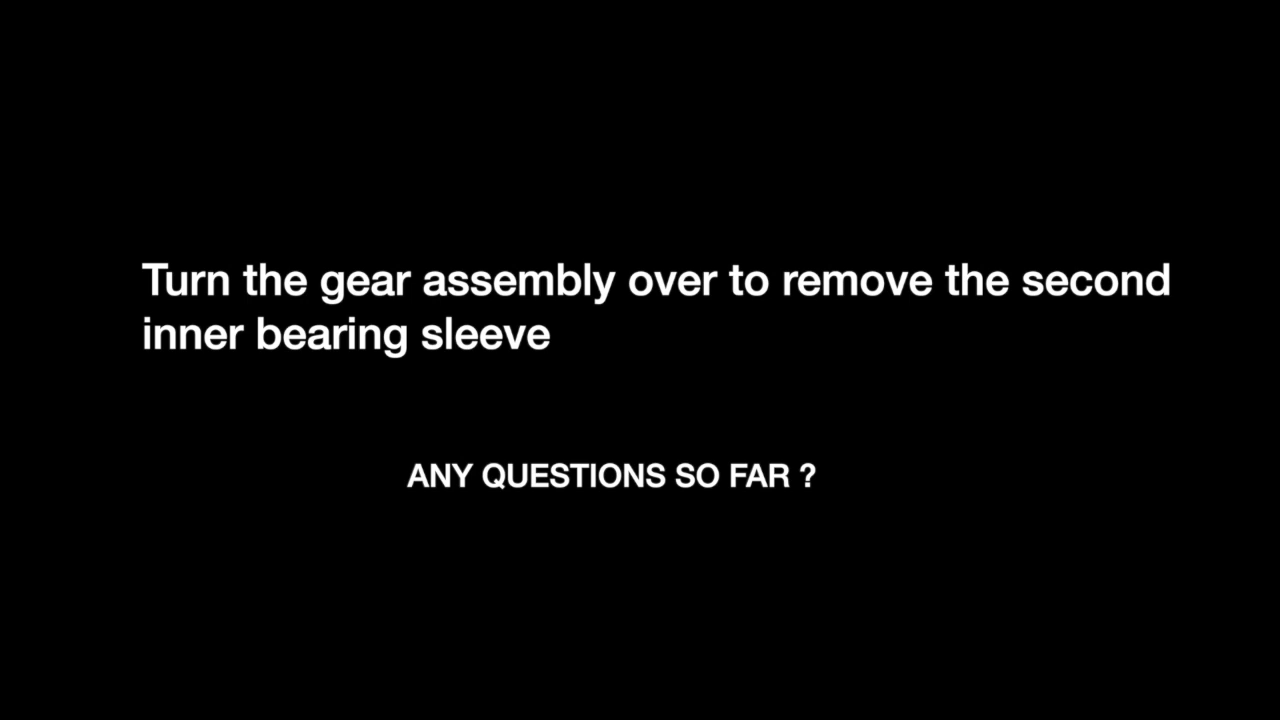 Turn the gear assembly over to remove the second
inner bearing sleeve
ANY QUESTIONS SO FAR ?